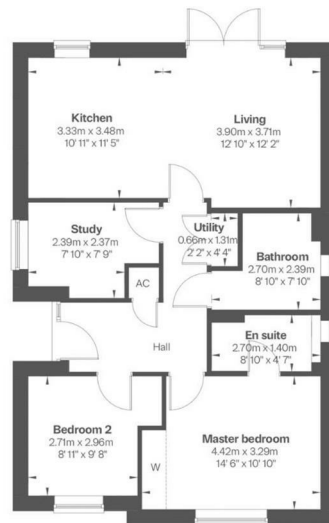 Kitchen
3.33m x 3.48m
10' 11" x 11' 5"
Living
3.90m x 3.71m
12' 10" x 12' 2"
Study
2.39m x 2.37m
7' 10" x 7' 9"
Utility
0.66m x 1.31m
2' 2" x 4' 4"
Bathroom
2.70m x 2.39m
8' 10" x 7' 10"
AC
En suite
2.70m x 1.40m
8' 10" x 4' 7"
Hall
Bedroom 2
2.71m x 2.96m
8' 11" x 9' 8"
Master bedroom
4.42m x 3.29m
14' 6" x 10' 10"
W